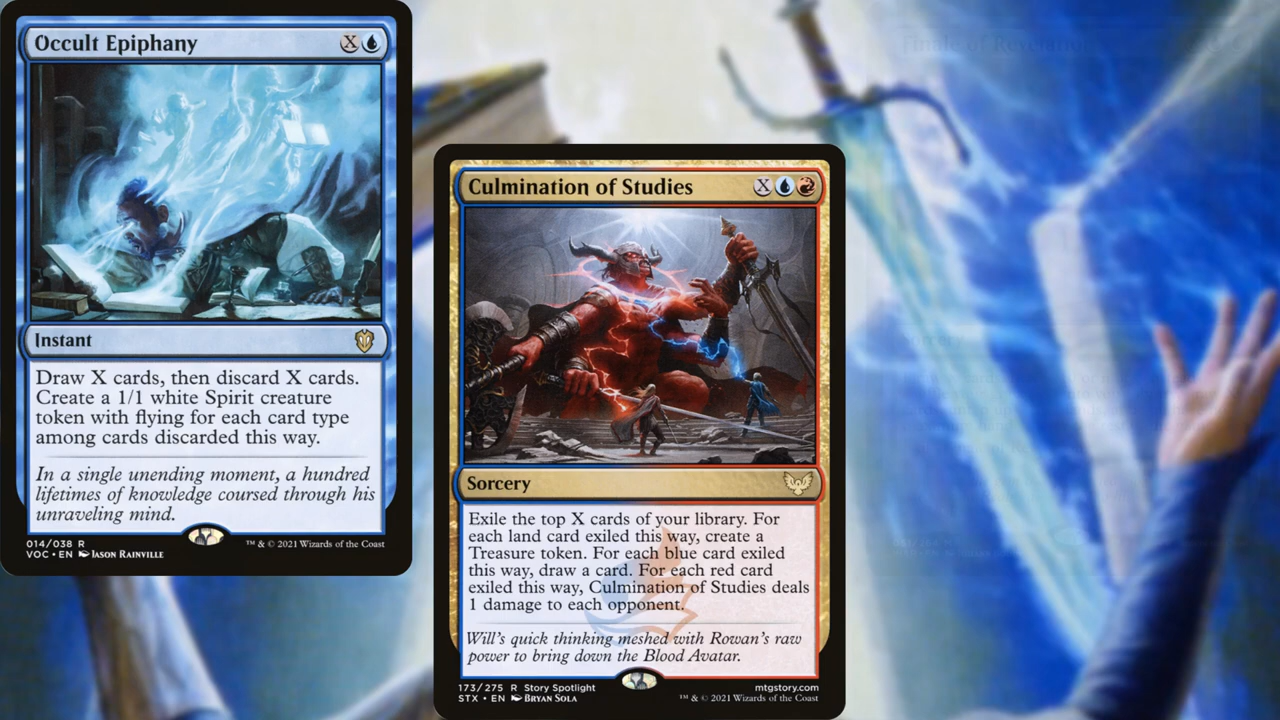 Occult Epiphany X
Instant
Draw X cards, then discard X cards.
Create a 1/1 white Spirit creature
token with flying for each card type
among cards discarded this way.
In a single unending moment, a hundred
lifetimes of knowledge coursed through his
unraveling mind.
014/038 R
VOC • EN Jason Rainville
™ & © 2021 Wizards of the Coast
Culmination of Studies X
Sorcery
Exile the top X cards of your library. For
each land card exiled this way, create a
Treasure token. For each blue card exiled
this way, draw a card. For each red card
exiled this way, Culmination of Studies deals
1 damage to each opponent.
Will's quick thinking meshed with Rowan's raw
power to bring down the Blood Avatar.
173/275 R Story Spotlight
STX • EN Bryan Sola
mtgstory.com
™ & © 2021 Wizards of the Coast
Finale of Revelation